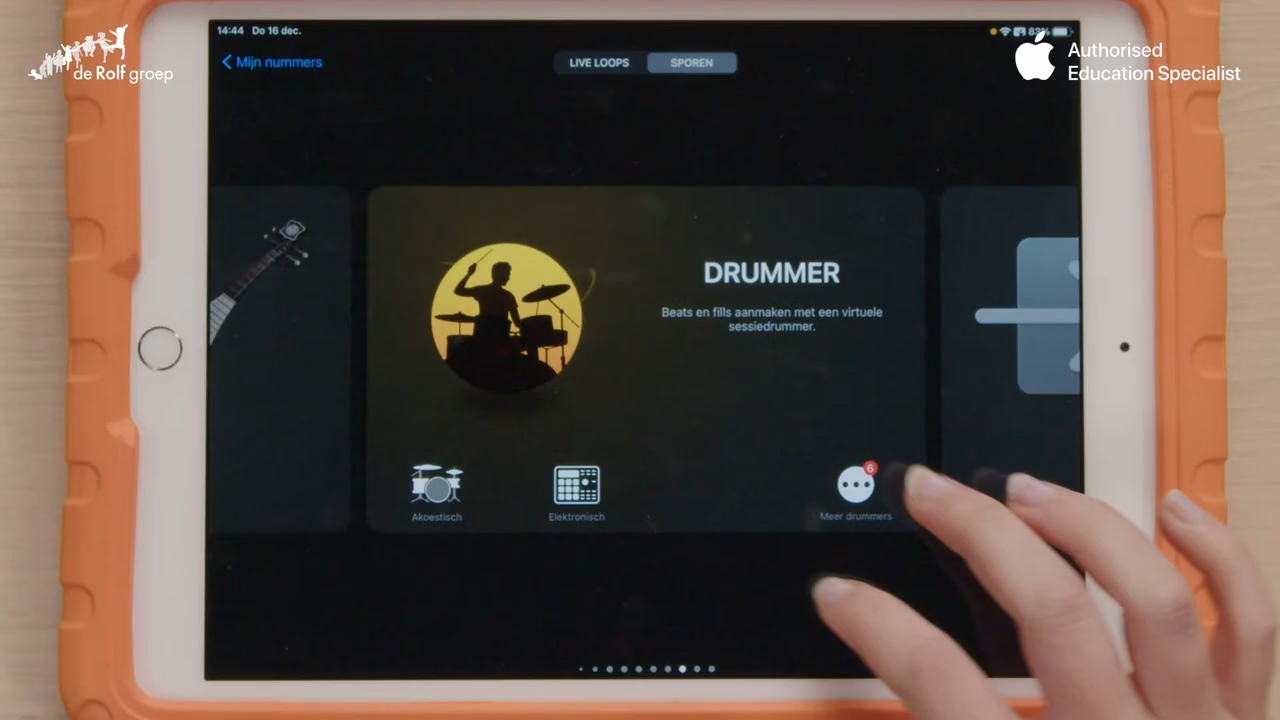 14:44 Do 16 dec.
83%
de Rolf groep
Authorised
Education Specialist
Mijn nummers
LIVE LOOPS
SPOREN
DRUMMER
Beats en fills aanmaken met een virtuele
sessiedrummer.
6
Akoestisch
Elektronisch
Meer drummers